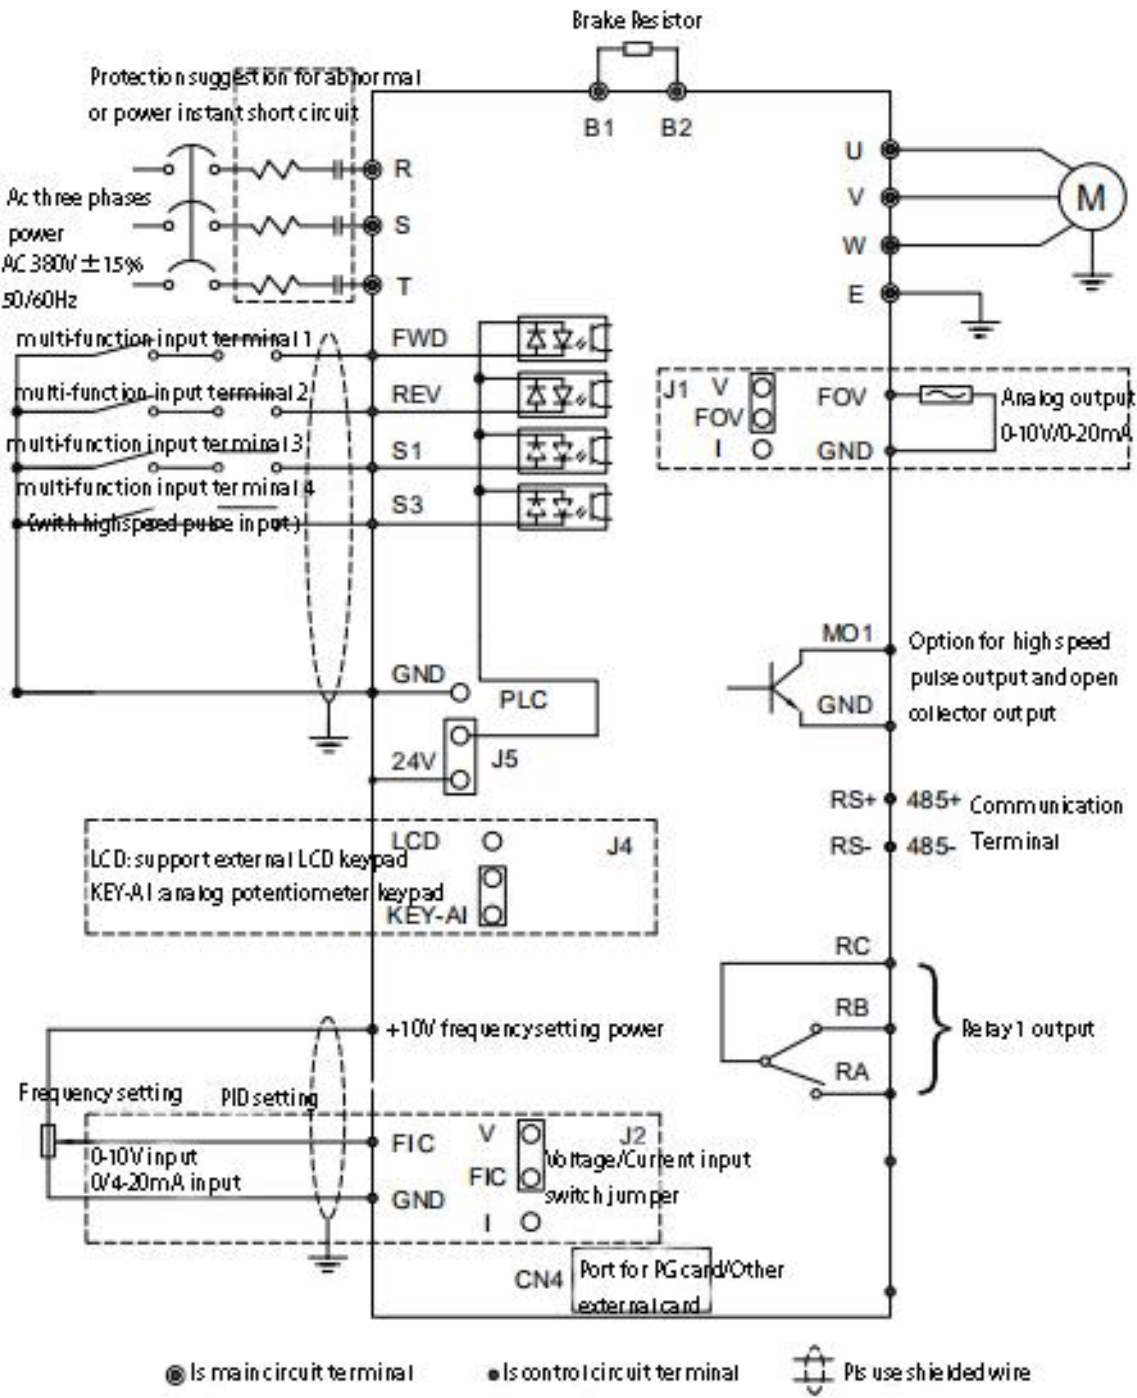 Brake Resistor
Protection suggestion for abnormal
or power instant short circuit
B1
B2
R
S
T
Ac three phases
power
AC 380V ±15%
50/60Hz
U
V
W
E
M
multi-function input terminal 1
FWD
multi-function input terminal 2
REV
multi-function input terminal 3
S1
multi-function input terminal 4
(with highspeed pulse input)
S3
J1
V
FOV
I
FOV
GND
Analog output
0-10V/0-20mA
GND
PLC
24V
J5
MO1
GND
Option for high speed
pulse output and open
collector output
RS+
485+
RS-
485-
Communication
Terminal
LCD
J4
LCD: support external LCD keypad
KEY-AI :analog potentiometer keypad
KEY-AI
RC
RB
RA
Relay1 output
+10V frequency setting power
Frequency setting
PID setting
0-10V input
0/4-20mA input
FIC
GND
V
FIC
I
J2
Voltage/Current input
switch jumper
CN4
Port for PG card/Other
external card
Is main circuit terminal
Is control circuit terminal
Pls use shielded wire